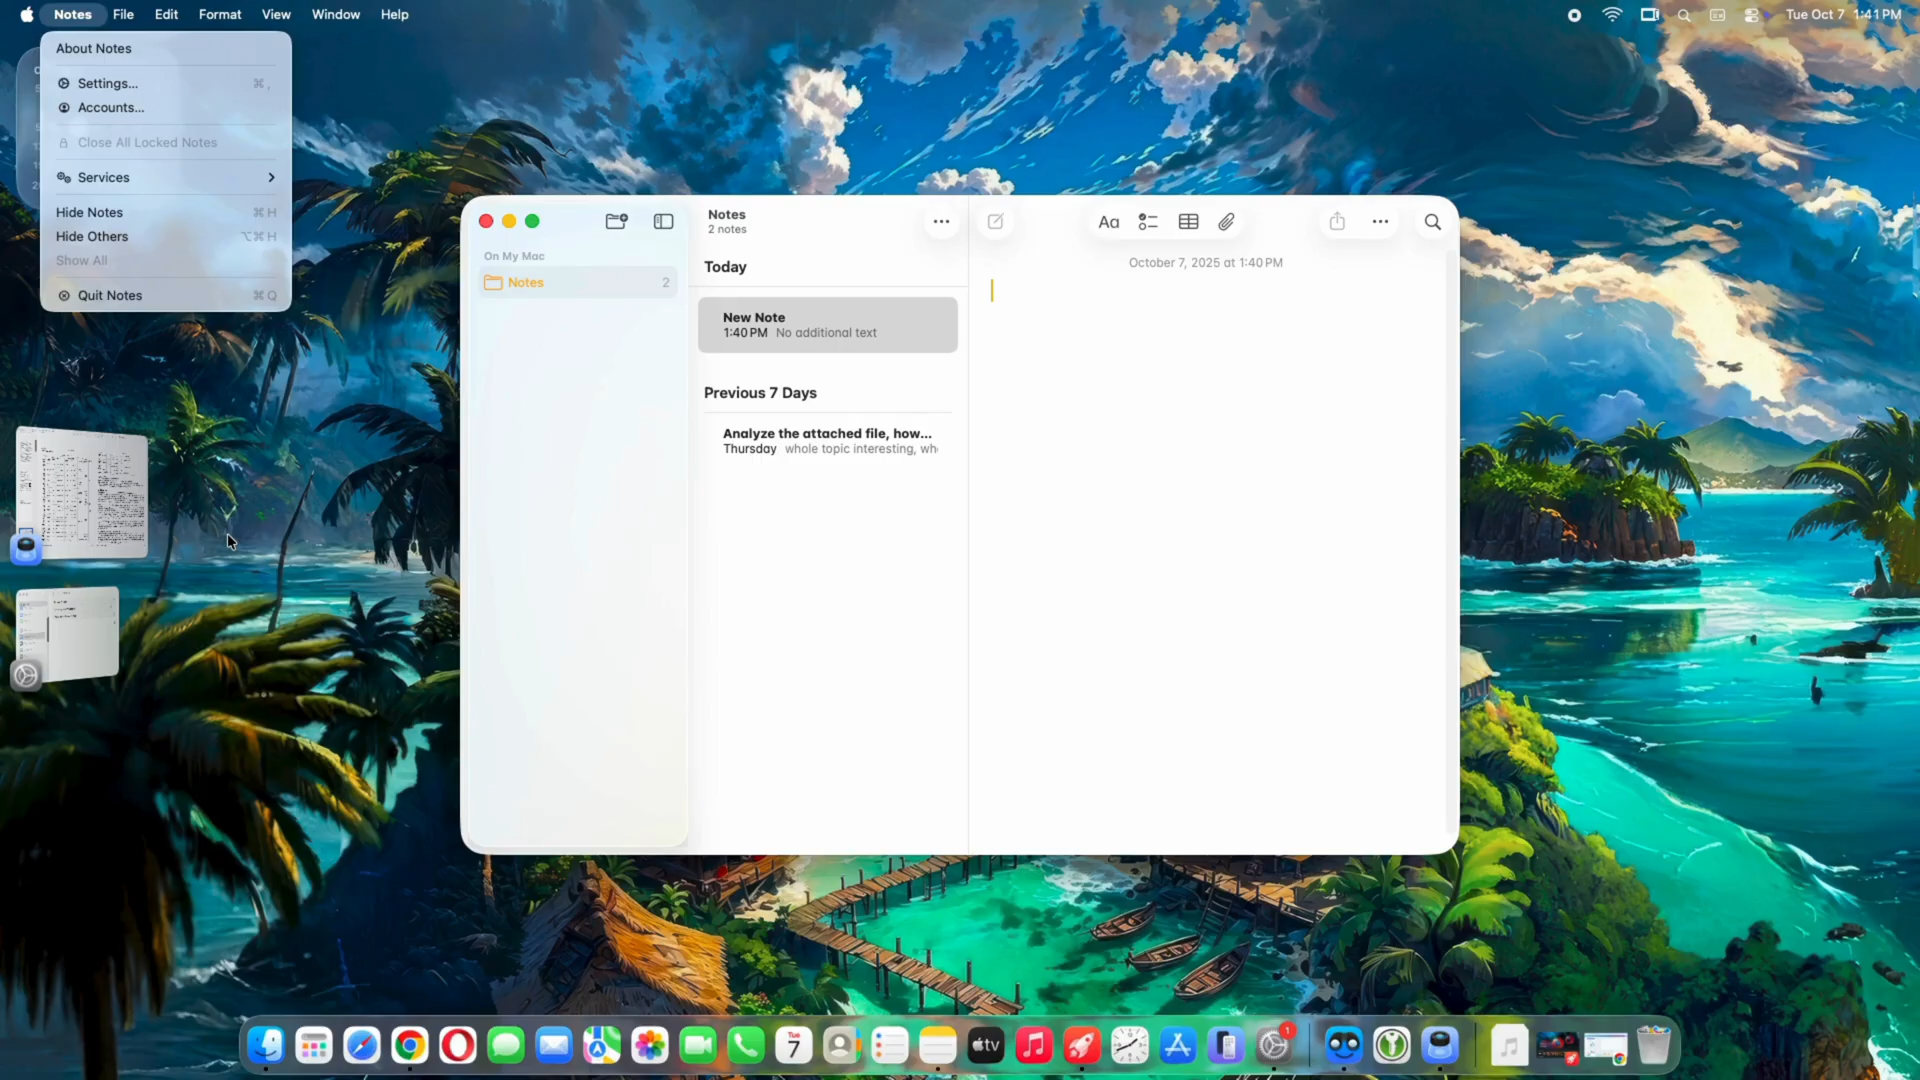 Notes File Edit Format View Window Help
Tue Oct 7 1:41 PM
About Notes
Settings... ⌘ ,
Accounts...
Close All Locked Notes
Services
Hide Notes ⌘ H
Hide Others ⌥ ⌘ H
Show All
Quit Notes ⌘ Q
On My Mac
Notes 2
Notes
2 notes
Today
New Note
1:40 PM No additional text
Previous 7 Days
Analyze the attached file, how...
Thursday whole topic interesting, wh
Aa
October 7, 2025 at 1:40 PM
Tue
7
tv
1